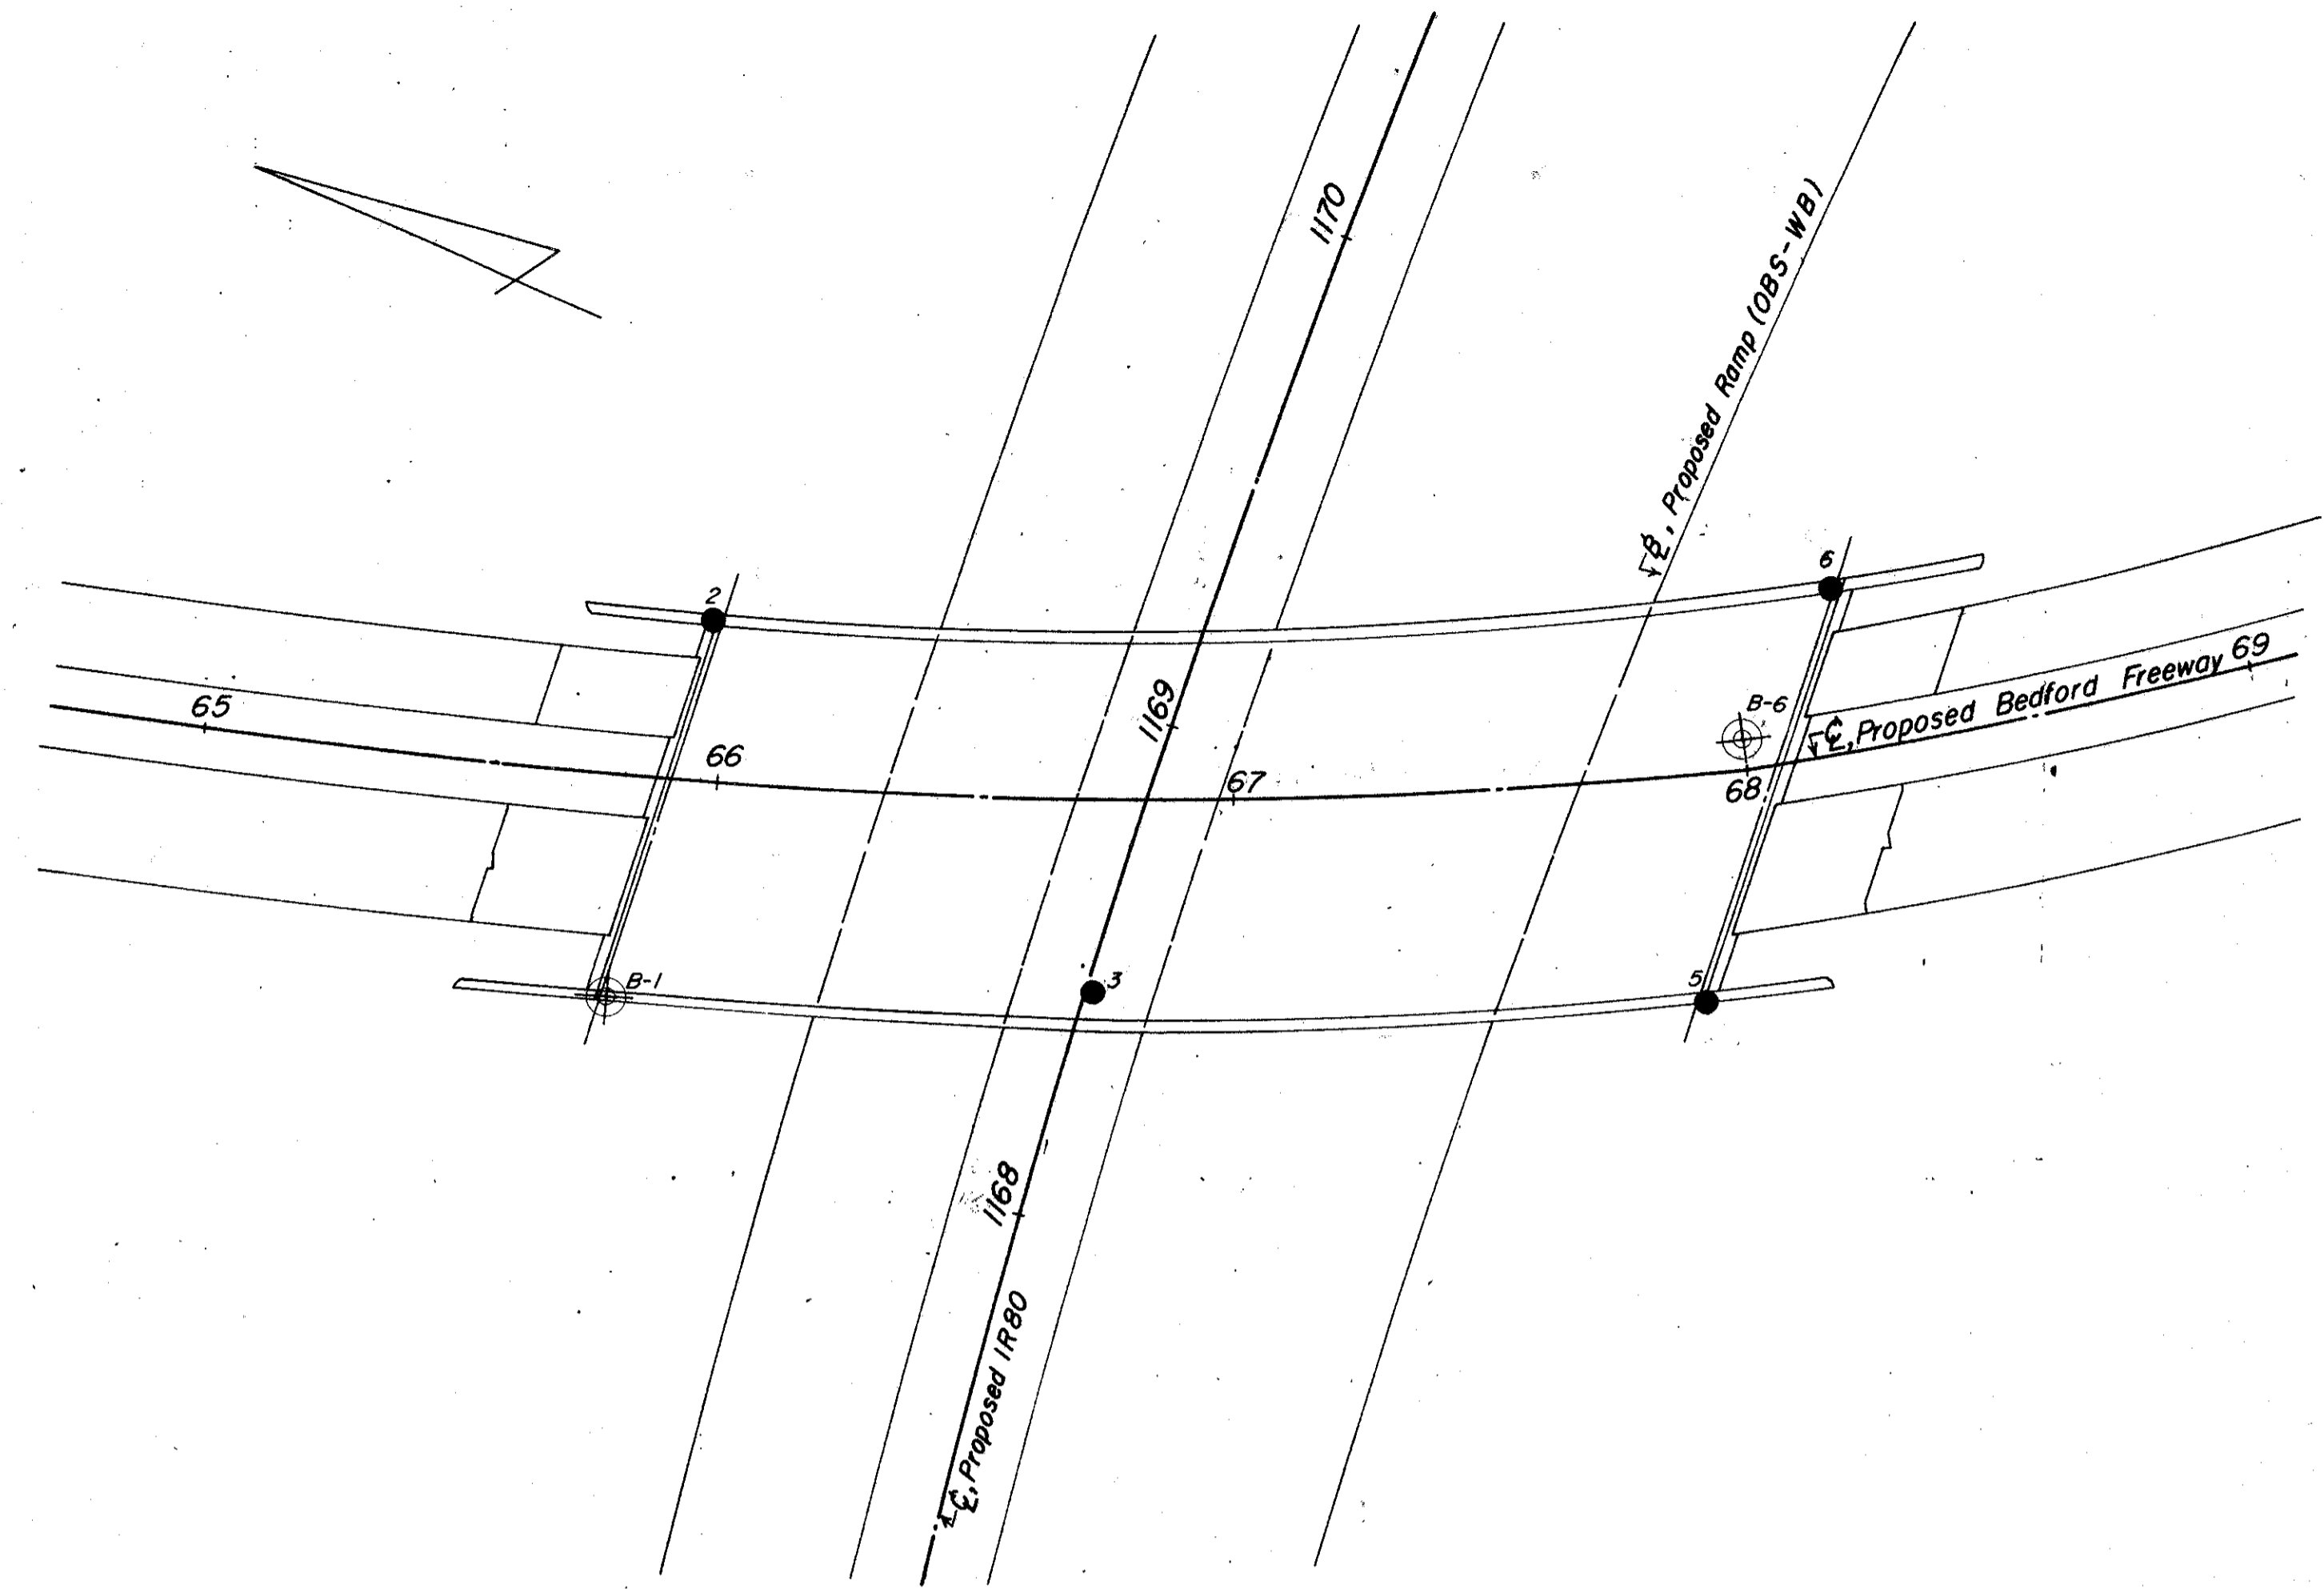 1170
℄, Proposed Ramp (OBS-WB)
2
6
65
66
1169
67
B-6
68
℄, Proposed Bedford Freeway 69
B-1
3
5
1168
℄, Proposed IR80